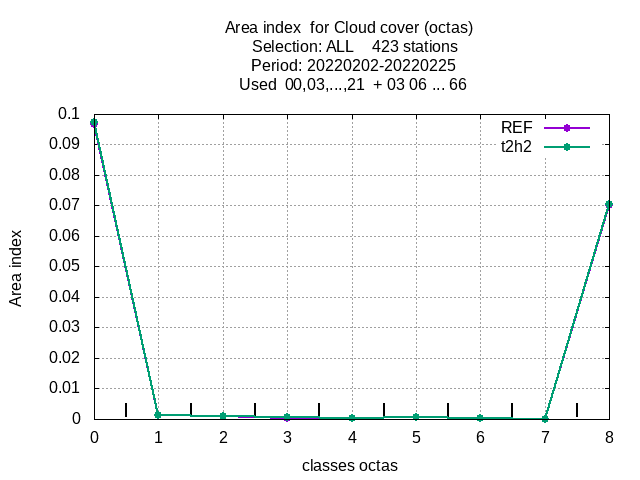 Area index  for Cloud cover (octas)
Selection: ALL    423 stations
Period: 20220202-20220225
Used  00,03,...,21  + 03 06 ... 66
REF
t2h2
0.1
0.09
0.08
0.07
0.06
0.05
0.04
0.03
0.02
0.01
0
Area index
0 1 2 3 4 5 6 7 8
classes octas